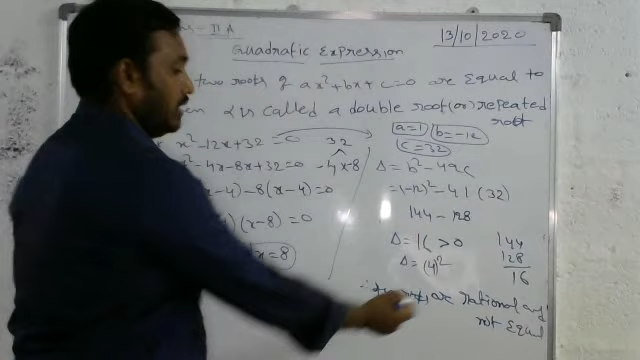 II A
13/10/2020
Quadratic Expression
two roots of ax²+bx+c=0 are Equal to
α is called a double root (or) repeated
root
x²-12x+32=0
32
x²-4x-8x+32=0
-4x-8
(x-4)-8(x-4)=0
(x-8)=0
x=8
a=1 b=-12
c=32
Δ=b²-4ac
=(-12)²-4.1(32)
144-128
Δ=16>0
Δ=(4)²
144
128
16
∴ are rational and
not Equal